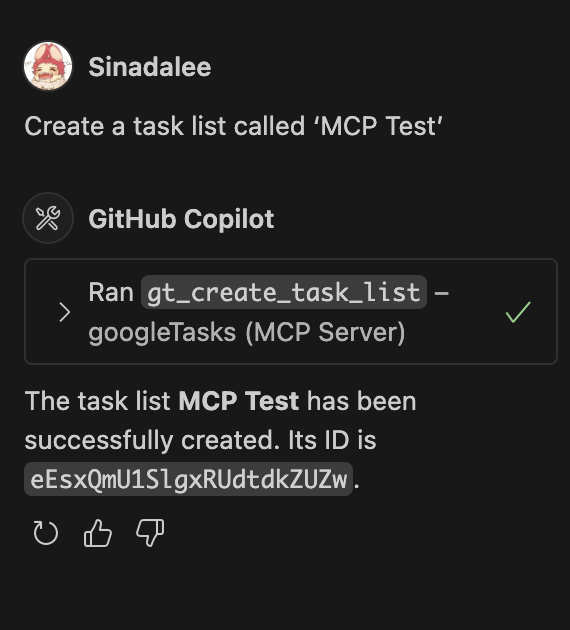 Sinadalee
Create a task list called ‘MCP Test’
GitHub Copilot
Ran gt_create_task_list –
googleTasks (MCP Server)
The task list MCP Test has been
successfully created. Its ID is
eEsxQmU1SlgxRUdtdkZUZw.